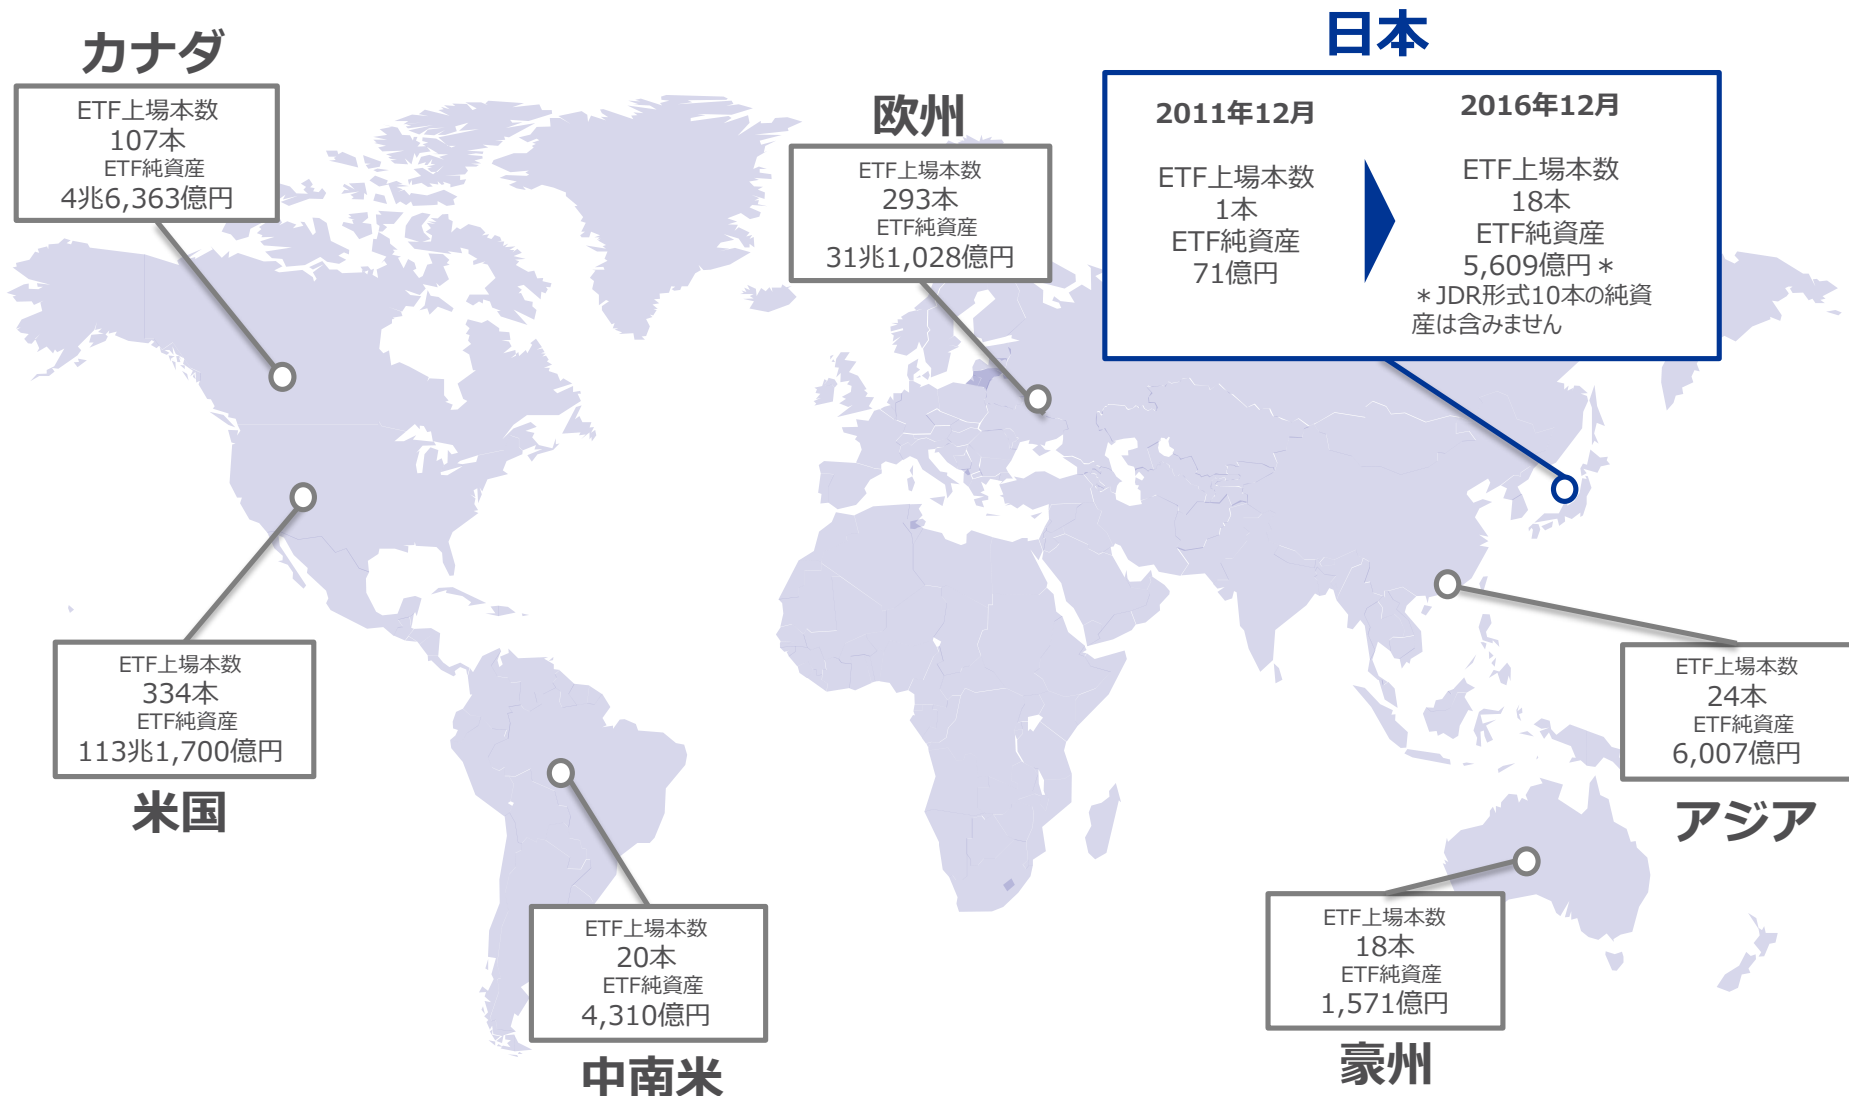 カナダ
ETF上場本数
107本
ETF純資産
4兆6,363億円
欧州
ETF上場本数
293本
ETF純資産
31兆1,028億円
日本
2011年12月
ETF上場本数
1本
ETF純資産
71億円
2016年12月
ETF上場本数
18本
ETF純資産
5,609億円＊
＊JDR形式10本の純資
産は含みません
ETF上場本数
334本
ETF純資産
113兆1,700億円
米国
ETF上場本数
20本
ETF純資産
4,310億円
中南米
ETF上場本数
24本
ETF純資産
6,007億円
アジア
ETF上場本数
18本
ETF純資産
1,571億円
豪州